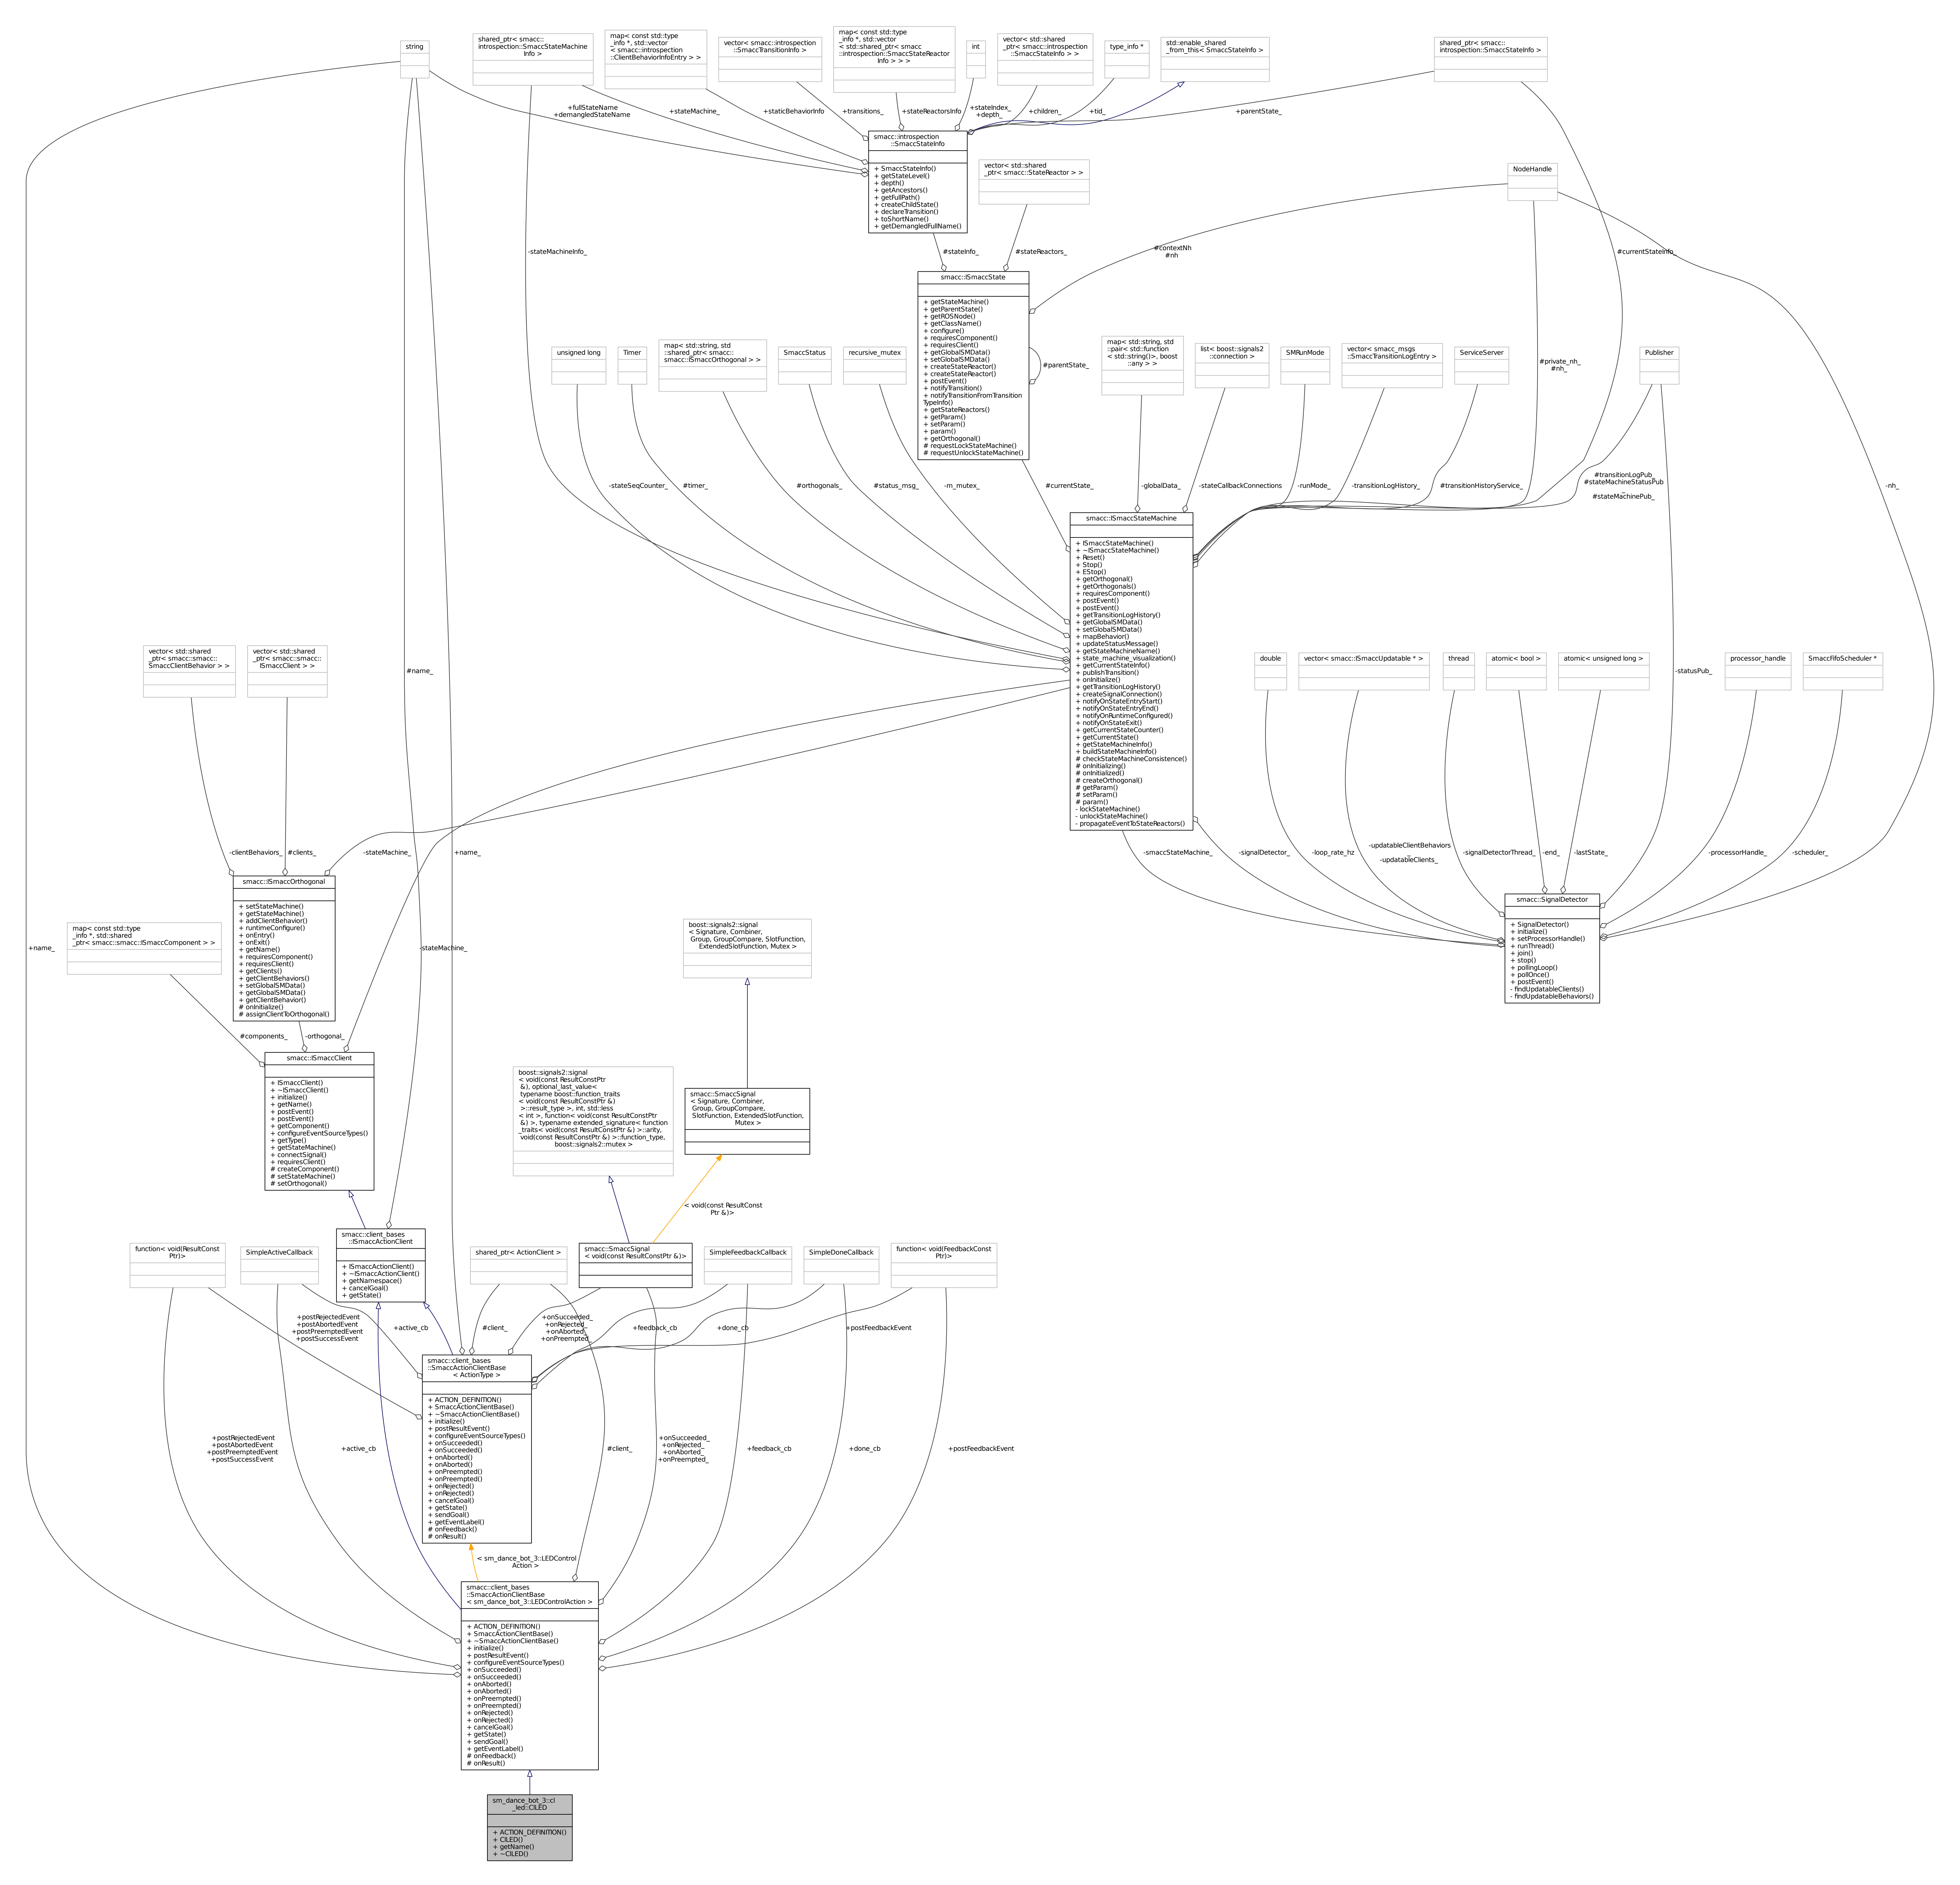 string
shared_ptr< smacc::
introspection::SmaccStateMachine
Info >
map< const std::type
_info *, std::vector
< smacc::introspection
::ClientBehaviorInfoEntry > >
vector< smacc::introspection
::SmaccTransitionInfo >
map< const std::type
_info *, std::vector
< std::shared_ptr< smacc
::introspection::SmaccStateReactor
Info > > >
int
vector< std::shared
_ptr< smacc::introspection
::SmaccStateInfo > >
type_info *
std::enable_shared
_from_this< SmaccStateInfo >
shared_ptr< smacc::
introspection::SmaccStateInfo >
+fullStateName
+demangledStateName
+stateMachine_
+staticBehaviorInfo
+transitions_
+stateReactorsInfo
+stateIndex_
+depth_
+children_
+tid_
+parentState_
smacc::introspection
::SmaccStateInfo
+ SmaccStateInfo()
+ getStateLevel()
+ depth()
+ getAncestors()
+ getFullPath()
+ createChildState()
+ declareTransition()
+ toShortName()
+ getDemangledFullName()
vector< std::shared
_ptr< smacc::StateReactor > >
NodeHandle
-stateMachineInfo_
#stateInfo_
#stateReactors_
#contextNh
#nh
#currentStateInfo_
smacc::ISmaccState
+ getStateMachine()
+ getParentState()
+ getROSNode()
+ getClassName()
+ configure()
+ requiresComponent()
+ requiresClient()
+ getGlobalSMData()
+ setGlobalSMData()
+ createStateReactor()
+ createStateReactor()
+ postEvent()
+ notifyTransition()
+ notifyTransitionFromTransition
TypeInfo()
+ getStateReactors()
+ getParam()
+ setParam()
+ param()
+ getOrthogonal()
# requestLockStateMachine()
# requestUnlockStateMachine()
#parentState_
unsigned long
Timer
map< std::string, std
::shared_ptr< smacc::
smacc::ISmaccOrthogonal > >
SmaccStatus
recursive_mutex
map< std::string, std
::pair< std::function
< std::string()>, boost
::any > >
list< boost::signals2
::connection >
SMRunMode
vector< smacc_msgs
::SmaccTransitionLogEntry >
ServiceServer
#private_nh_
#nh_
Publisher
-stateSeqCounter_
#timer_
#orthogonals_
#status_msg_
-m_mutex_
#currentState_
-globalData_
-stateCallbackConnections
-runMode_
-transitionLogHistory_
#transitionHistoryService_
#transitionLogPub_
#stateMachineStatusPub
_
#stateMachinePub_
-nh_
smacc::ISmaccStateMachine
+ ISmaccStateMachine()
+ ~ISmaccStateMachine()
+ Reset()
+ Stop()
+ EStop()
+ getOrthogonal()
+ getOrthogonals()
+ requiresComponent()
+ postEvent()
+ postEvent()
+ getTransitionLogHistory()
+ getGlobalSMData()
+ setGlobalSMData()
+ mapBehavior()
+ updateStatusMessage()
+ getStateMachineName()
+ state_machine_visualization()
+ getCurrentStateInfo()
+ publishTransition()
+ onInitialize()
+ getTransitionLogHistory()
+ createSignalConnection()
+ notifyOnStateEntryStart()
+ notifyOnStateEntryEnd()
+ notifyOnRuntimeConfigured()
+ notifyOnStateExit()
+ getCurrentStateCounter()
+ getCurrentState()
+ getStateMachineInfo()
+ buildStateMachineInfo()
# checkStateMachineConsistence()
# onInitializing()
# onInitialized()
# createOrthogonal()
# getParam()
# setParam()
# param()
- lockStateMachine()
- unlockStateMachine()
- propagateEventToStateReactors()
vector< std::shared
_ptr< smacc::smacc::
SmaccClientBehavior > >
vector< std::shared
_ptr< smacc::smacc::
ISmaccClient > >
#name_
double
vector< smacc::ISmaccUpdatable * >
thread
atomic< bool >
atomic< unsigned long >
-statusPub_
processor_handle
SmaccFifoScheduler *
-clientBehaviors_
#clients_
-stateMachine_
+name_
-smaccStateMachine_
-signalDetector_
-loop_rate_hz
-updatableClientBehaviors
_
-updatableClients_
-signalDetectorThread_
-end_
-lastState_
-processorHandle_
-scheduler_
smacc::ISmaccOrthogonal
+ setStateMachine()
+ getStateMachine()
+ addClientBehavior()
+ runtimeConfigure()
+ onEntry()
+ onExit()
+ getName()
+ requiresComponent()
+ requiresClient()
+ getClients()
+ getClientBehaviors()
+ setGlobalSMData()
+ getGlobalSMData()
+ getClientBehavior()
# onInitialize()
# assignClientToOrthogonal()
smacc::SignalDetector
+ SignalDetector()
+ initialize()
+ setProcessorHandle()
+ runThread()
+ join()
+ stop()
+ pollingLoop()
+ pollOnce()
+ postEvent()
- findUpdatableClients()
- findUpdatableBehaviors()
map< const std::type
_info *, std::shared
_ptr< smacc::smacc::ISmaccComponent > >
boost::signals2::signal
< Signature, Combiner,
Group, GroupCompare, SlotFunction,
ExtendedSlotFunction, Mutex >
+name_
-stateMachine_
#components_
-orthogonal_
smacc::ISmaccClient
+ ISmaccClient()
+ ~ISmaccClient()
+ initialize()
+ getName()
+ postEvent()
+ postEvent()
+ getComponent()
+ configureEventSourceTypes()
+ getType()
+ getStateMachine()
+ connectSignal()
+ requiresClient()
# createComponent()
# setStateMachine()
# setOrthogonal()
boost::signals2::signal
< void(const ResultConstPtr
&), optional_last_value<
typename boost::function_traits
< void(const ResultConstPtr &)
>::result_type >, int, std::less
< int >, function< void(const ResultConstPtr
&) >, typename extended_signature< function
_traits< void(const ResultConstPtr &) >::arity,
void(const ResultConstPtr &) >::function_type,
boost::signals2::mutex >
smacc::SmaccSignal
< Signature, Combiner,
Group, GroupCompare,
SlotFunction, ExtendedSlotFunction,
Mutex >
< void(const ResultConst
Ptr &)>
smacc::client_bases
::ISmaccActionClient
+ ISmaccActionClient()
+ ~ISmaccActionClient()
+ getNamespace()
+ cancelGoal()
+ getState()
function< void(ResultConst
Ptr)>
SimpleActiveCallback
shared_ptr< ActionClient >
smacc::SmaccSignal
< void(const ResultConstPtr &)>
SimpleFeedbackCallback
SimpleDoneCallback
function< void(FeedbackConst
Ptr)>
+postRejectedEvent
+postAbortedEvent
+postPreemptedEvent
+postSuccessEvent
+active_cb
#client_
+onSucceeded_
+onRejected_
+onAborted_
+onPreempted_
+feedback_cb
+done_cb
+postFeedbackEvent
smacc::client_bases
::SmaccActionClientBase
< ActionType >
+ ACTION_DEFINITION()
+ SmaccActionClientBase()
+ ~SmaccActionClientBase()
+ initialize()
+ postResultEvent()
+ configureEventSourceTypes()
+ onSucceeded()
+ onSucceeded()
+ onAborted()
+ onAborted()
+ onPreempted()
+ onPreempted()
+ onRejected()
+ onRejected()
+ cancelGoal()
+ getState()
+ sendGoal()
+ getEventLabel()
# onFeedback()
# onResult()
+postRejectedEvent
+postAbortedEvent
+postPreemptedEvent
+postSuccessEvent
+active_cb
#client_
+onSucceeded_
+onRejected_
+onAborted_
+onPreempted_
+feedback_cb
+done_cb
+postFeedbackEvent
< sm_dance_bot_3::LEDControl
Action >
smacc::client_bases
::SmaccActionClientBase
< sm_dance_bot_3::LEDControlAction >
+ ACTION_DEFINITION()
+ SmaccActionClientBase()
+ ~SmaccActionClientBase()
+ initialize()
+ postResultEvent()
+ configureEventSourceTypes()
+ onSucceeded()
+ onSucceeded()
+ onAborted()
+ onAborted()
+ onPreempted()
+ onPreempted()
+ onRejected()
+ onRejected()
+ cancelGoal()
+ getState()
+ sendGoal()
+ getEventLabel()
# onFeedback()
# onResult()
sm_dance_bot_3::cl
_led::ClLED
+ ACTION_DEFINITION()
+ ClLED()
+ getName()
+ ~ClLED()